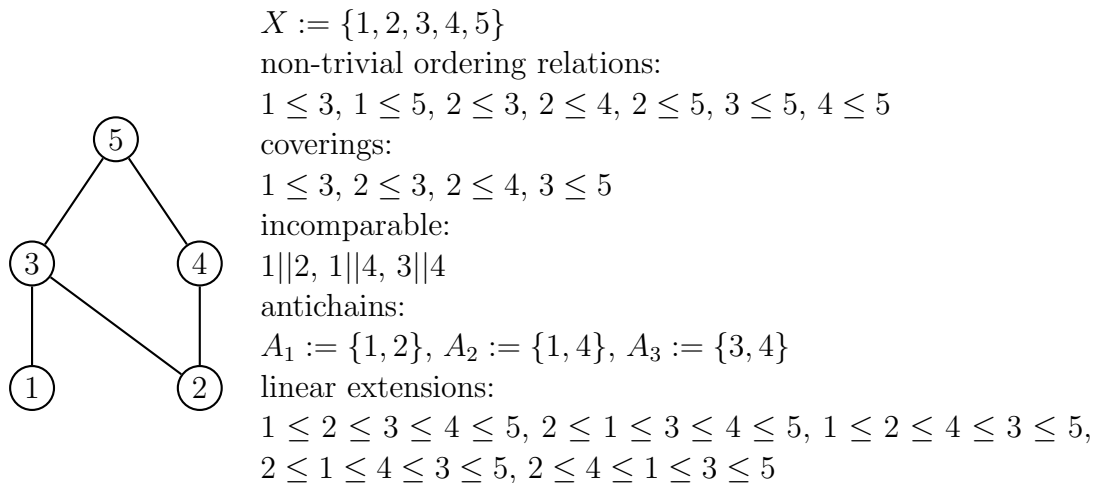 X := {1, 2, 3, 4, 5}
non-trivial ordering relations:
1 ≤ 3, 1 ≤ 5, 2 ≤ 3, 2 ≤ 4, 2 ≤ 5, 3 ≤ 5, 4 ≤ 5
coverings:
1 ≤ 3, 2 ≤ 3, 2 ≤ 4, 3 ≤ 5
incomparable:
1||2, 1||4, 3||4
antichains:
A₁ := {1, 2}, A₂ := {1, 4}, A₃ := {3, 4}
linear extensions:
1 ≤ 2 ≤ 3 ≤ 4 ≤ 5, 2 ≤ 1 ≤ 3 ≤ 4 ≤ 5, 1 ≤ 2 ≤ 4 ≤ 3 ≤ 5,
2 ≤ 1 ≤ 4 ≤ 3 ≤ 5, 2 ≤ 4 ≤ 1 ≤ 3 ≤ 5
5
3 4
1 2